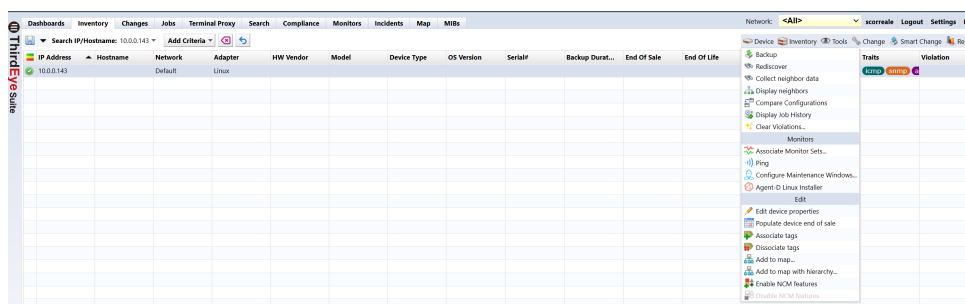 Dashboards Inventory Changes Jobs Terminal Proxy Search Compliance Monitors Incidents Map MIBs Network: <All> scorreale Logout Settings
Search IP/Hostname: 10.0.0.143 Add Criteria Device Inventory Tools Change Smart Change Re
IP Address Hostname Network Adapter HW Vendor Model Device Type OS Version Serial# Backup Durat... End Of Sale End Of Life Traits Violation
10.0.0.143 Default Linux icmp snmp a
ThirdEye Suite
Backup
Rediscover
Collect neighbor data
Display neighbors
Compare Configurations
Display Job History
Clear Violations...
Monitors
Associate Monitor Sets...
Ping
Configure Maintenance Windows...
Agent-D Linux Installer
Edit
Edit device properties
Populate device end of sale
Associate tags
Dissociate tags
Add to map...
Add to map with hierarchy...
Enable NCM features
Disable NCM features